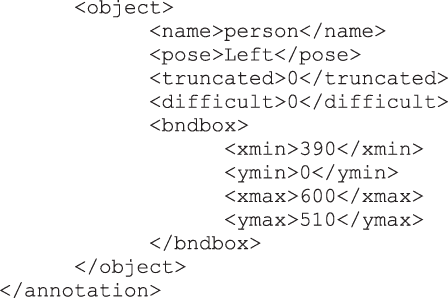 <object>
<name>person</name>
<pose>Left</pose>
<truncated>0</truncated>
<difficult>0</difficult>
<bndbox>
<xmin>390</xmin>
<ymin>0</ymin>
<xmax>600</xmax>
<ymax>510</ymax>
</bndbox>
</object>
</annotation>